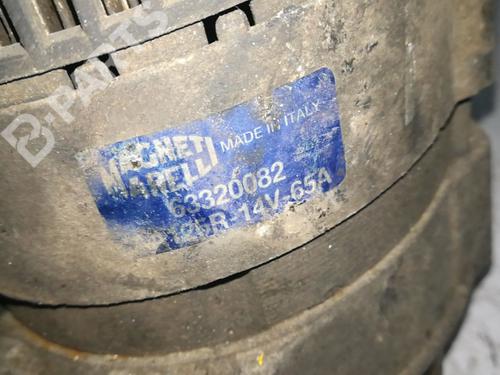 B-PARTS
MAGNETI
MARELLI
MADE IN ITALY
63320082
14V-65A